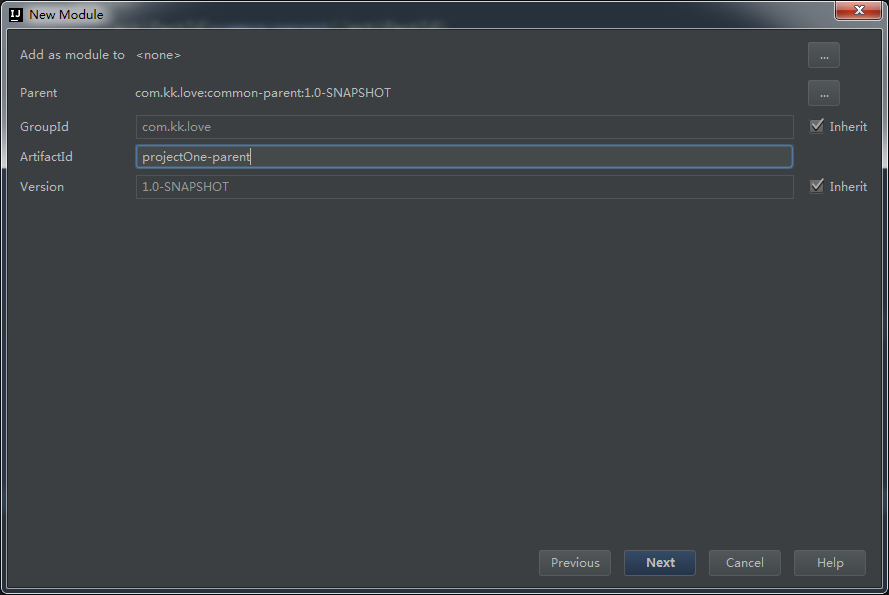 IJ New Module
Add as module to <none> ...
Parent com.kk.love:common-parent:1.0-SNAPSHOT ...
GroupId com.kk.love Inherit
ArtifactId projectOne-parent
Version 1.0-SNAPSHOT Inherit
Previous Next Cancel Help